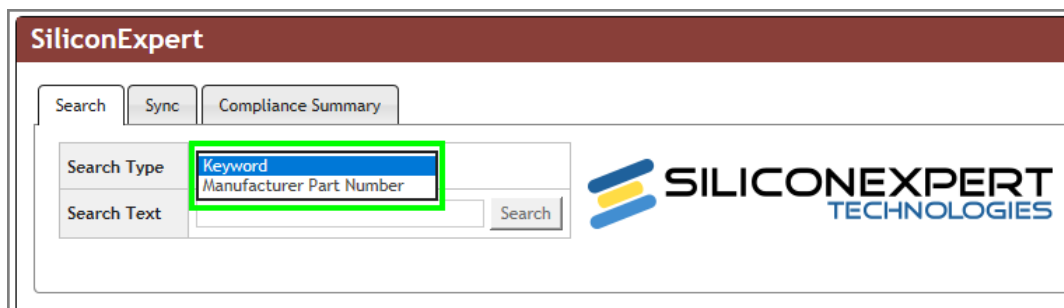 SiliconExpert
Search Sync Compliance Summary
Search Type Keyword
Manufacturer Part Number
Search Text Search
SILICONEXPERT
TECHNOLOGIES